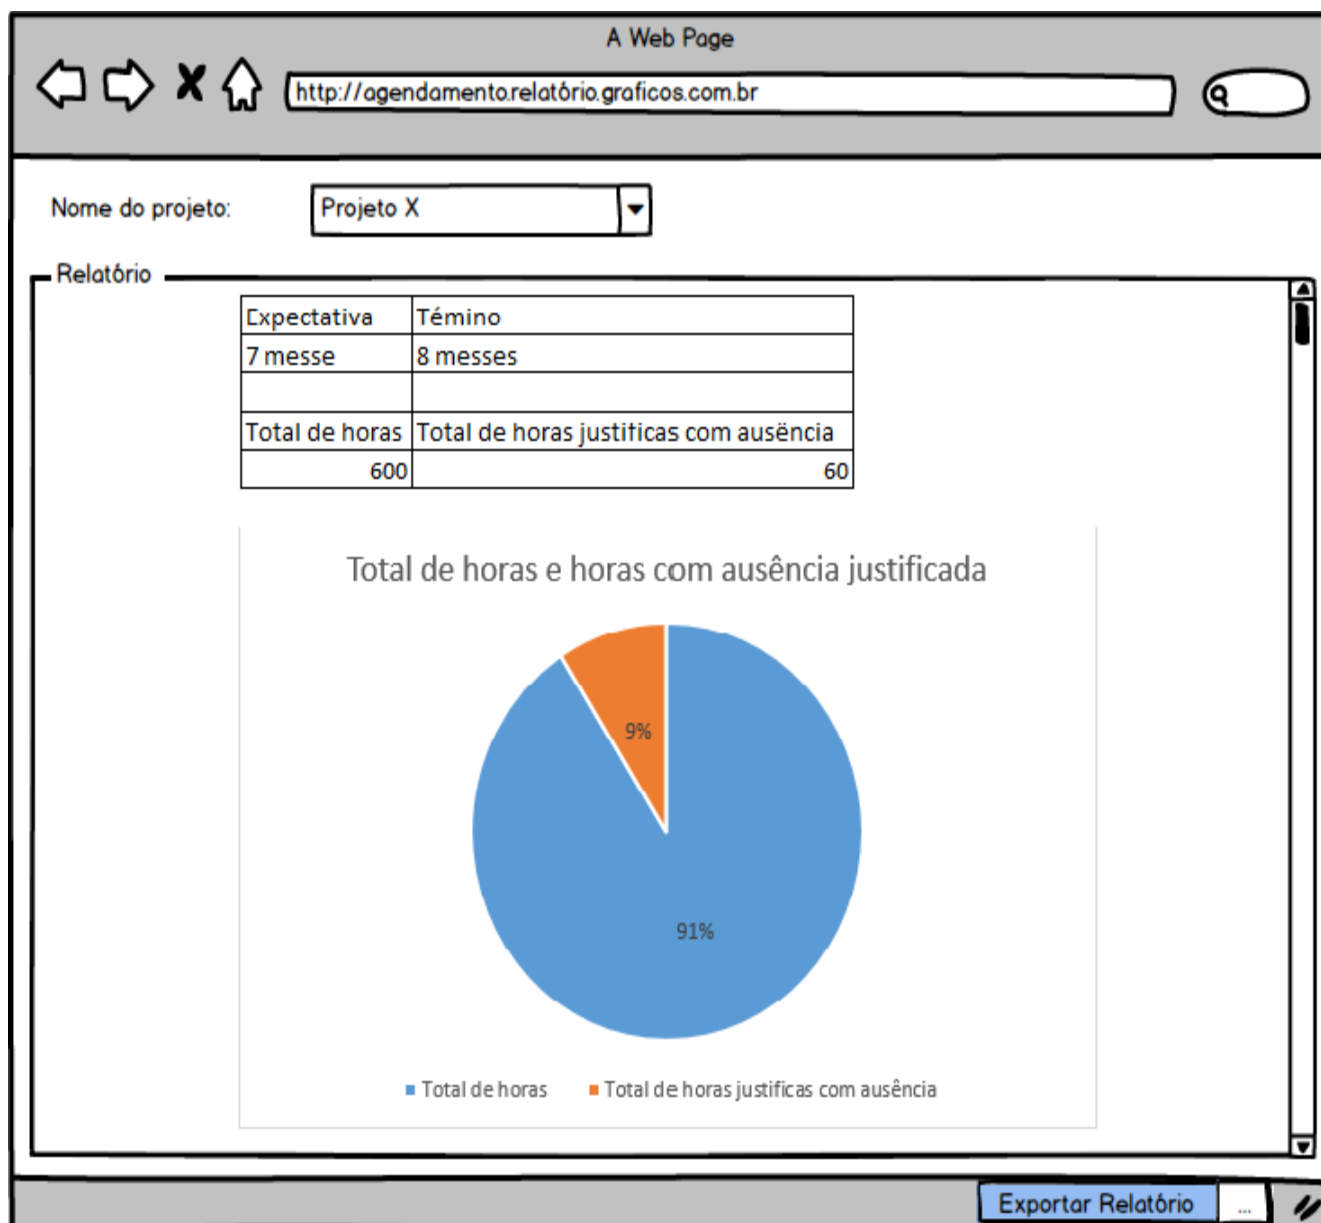 A Web Page
http://agendamento.relatório.graficos.com.br
Nome do projeto: Projeto X
Relatório
Expectativa Témino
7 messe 8 messes
Total de horas Total de horas justificas com ausência
600 60
Total de horas e horas com ausência justificada
9%
91%
Total de horas Total de horas justificas com ausência
Exportar Relatório ...